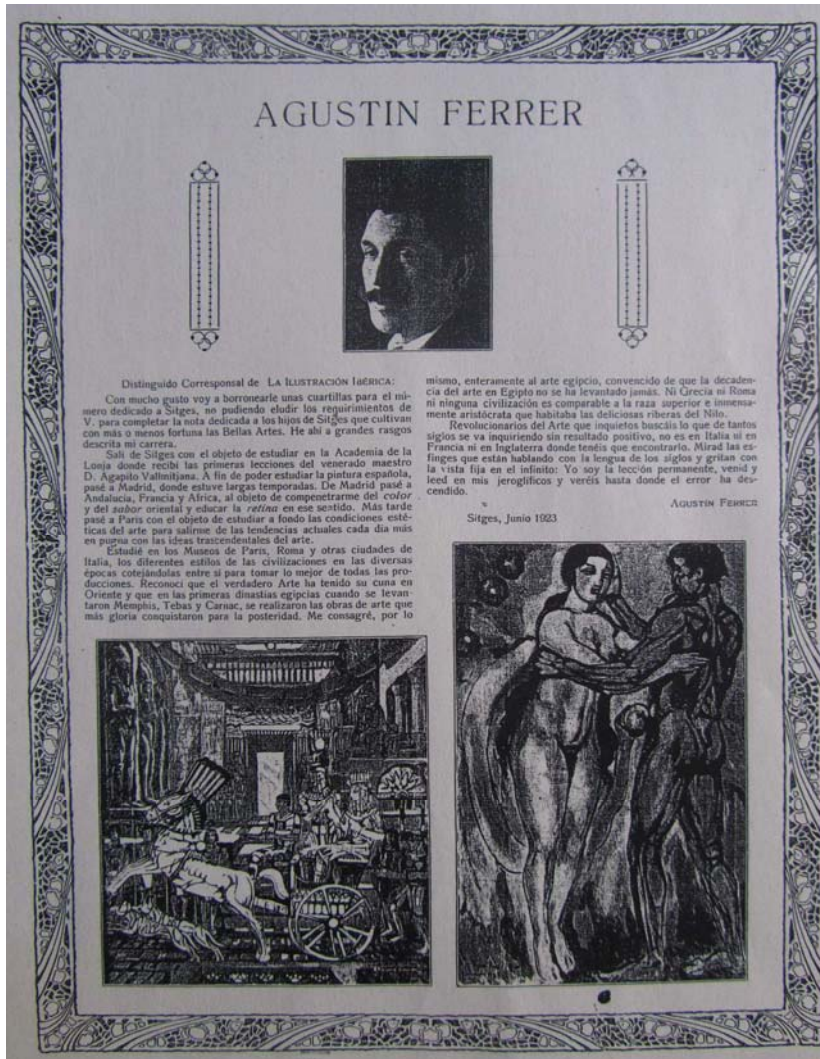 AGUSTIN FERRER
Distinguido Corresponsal de LA ILUSTRACIÓN IBÉRICA:
Con mucho gusto voy a borronearle unas cuartillas para el nú-
mero dedicado a Sitges, no pudiendo eludir los requirimientos de
V. para completar la nota dedicada a los hijos de Sitges que cultivan
con más o menos fortuna las Bellas Artes. He ahí a grandes rasgos
descrita mi carrera.
Salí de Sitges con el objeto de estudiar en la Academia de la
Lonja donde recibí las primeras lecciones del venerado maestro
D. Agapito Vallmitjana. A fin de poder estudiar la pintura española,
pasé a Madrid, donde estuve largas temporadas. De Madrid pasé a
Andalucía, Francia y Africa, al objeto de compenetrarme del color
y del sabor oriental y educar la retina en ese sentido. Más tarde
pasé a Paris con el objeto de estudiar a fondo las condiciones esté-
ticas del arte para salirme de las tendencias actuales cada día más
en pugna con las ideas trascendentales del arte.
Estudié en los Museos de Paris, Roma y otras ciudades de
Italia, los diferentes estilos de las civilizaciones en las diversas
épocas cotejándolas entre sí para tomar lo mejor de todas las pro-
ducciones. Reconocí que el verdadero Arte ha tenido su cuna en
Oriente y que en las primeras dinastías egipcias cuando se levan-
taron Memphis, Tebas y Carnac, se realizaron las obras de arte que
más gloria conquistaron para la posteridad. Me consagré, por lo
mismo, enteramente al arte egipcio, convencido de que la decaden-
cia del arte en Egipto no se ha levantado jamás. Ni Grecia ni Roma
ni ninguna civilización es comparable a la raza superior e inmensa-
mente aristócrata que habitaba las deliciosas riberas del Nilo.
Revolucionarios del Arte que inquietos buscáis lo que de tantos
siglos se va inquiriendo sin resultado positivo, no es en Italia ni en
Francia ni en Inglaterra donde tenéis que encontrarlo. Mirad las es-
finges que están hablando con la lengua de los siglos y gritan con
la vista fija en el infinito: Yo soy la lección permanente, venid y
leed en mis jeroglíficos y veréis hasta donde el error ha des-
cendido.
AGUSTÍN FERRER
Sitges, Junio 1923